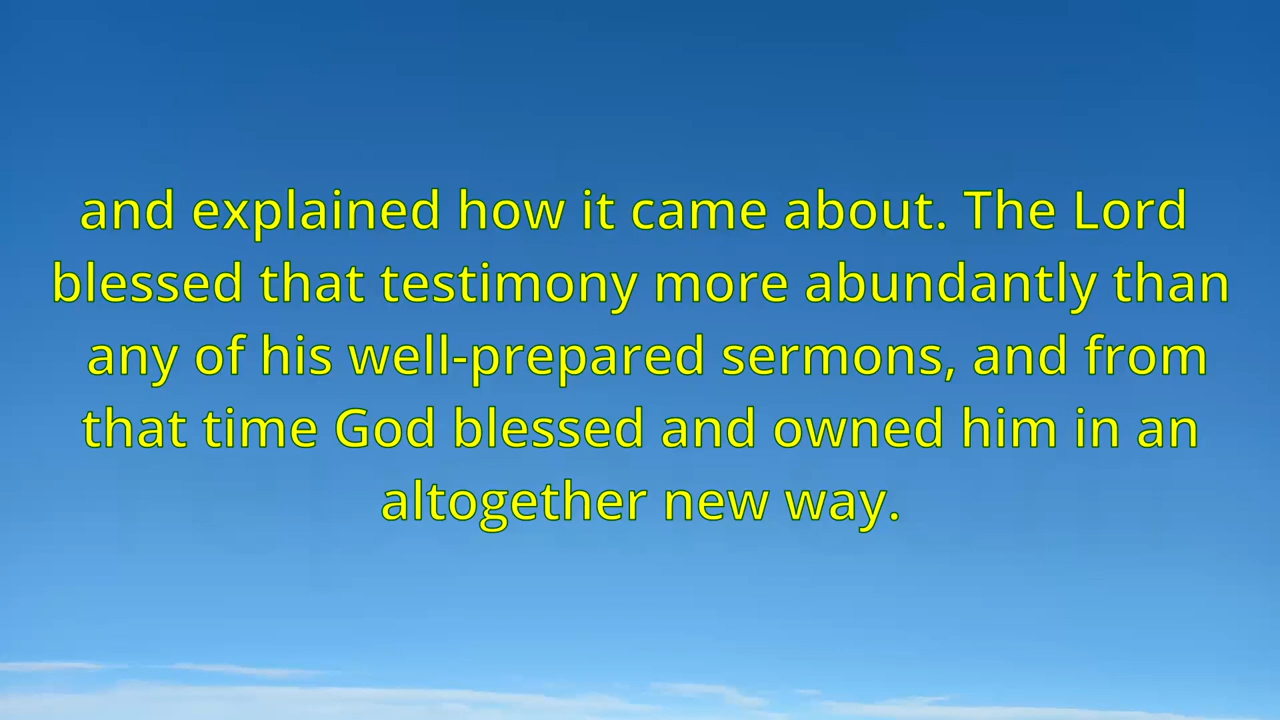 and explained how it came about. The Lord
blessed that testimony more abundantly than
any of his well-prepared sermons, and from
that time God blessed and owned him in an
altogether new way.